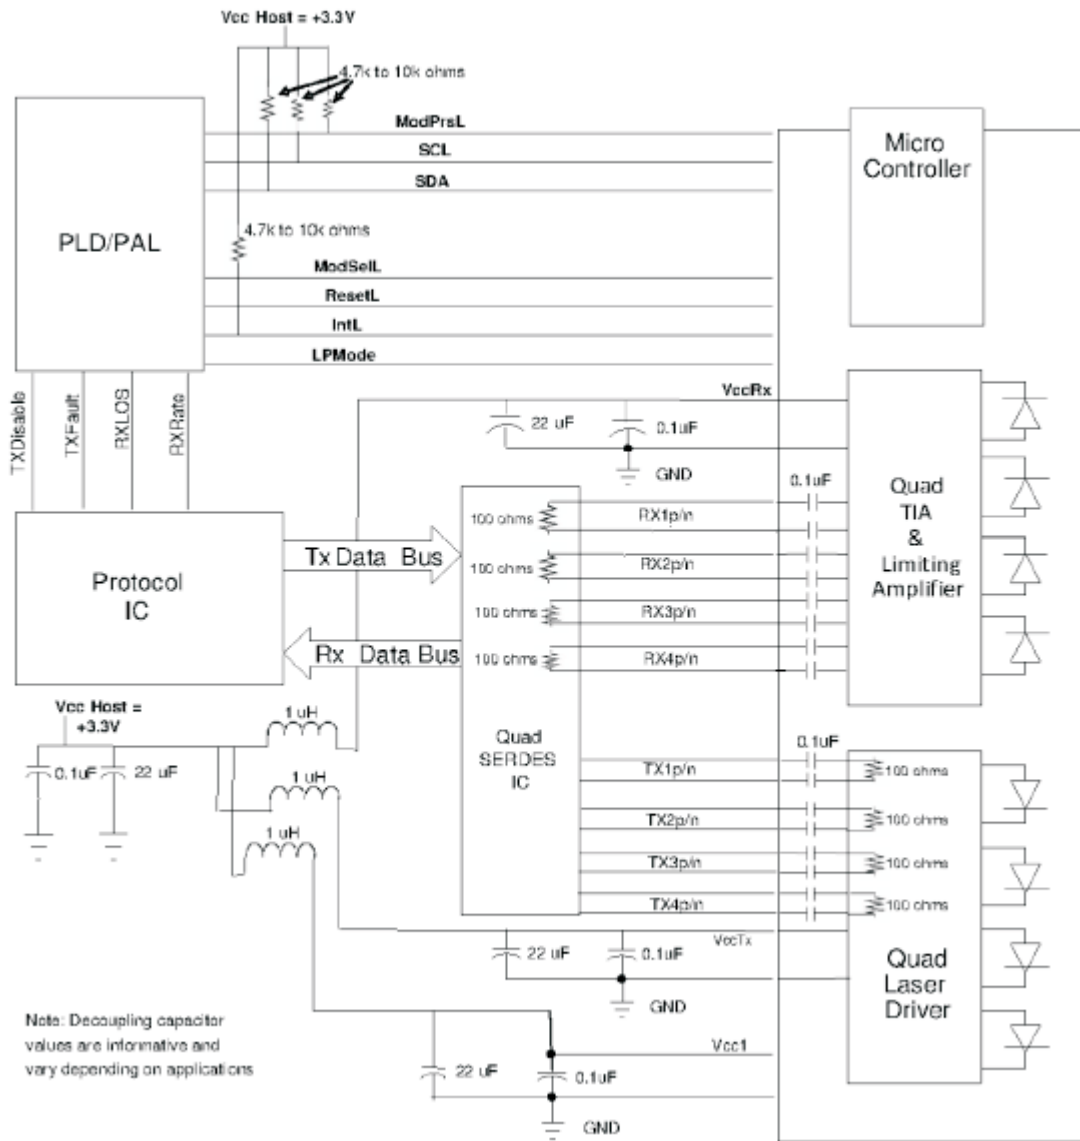 Vcc Host = +3.3V
4.7k to 10k ohms
ModPrsL
SCL
SDA
Micro
Controller
PLD/PAL
4.7k to 10k ohms
ModSelL
ResetL
IntL
LPMode
TXDisable
TXFault
RXLOS
RXRate
VccRx
22 uF
0.1uF
GND
0.1uF
Quad
TIA
&
Limiting
Amplifier
100 ohms
RX1p/n
100 ohms
RX2p/n
100 ohms
RX3p/n
100 ohms
RX4p/n
Tx Data Bus
Protocol
IC
Rx Data Bus
Vcc Host =
+3.3V
0.1uF
22 uF
1 uH
1 uH
1 uH
Quad
SERDES
IC
0.1uF
TX1p/n
100 ohms
TX2p/n
100 ohms
TX3p/n
100 ohms
TX4p/n
100 ohms
VccTx
22 uF
0.1uF
GND
Quad
Laser
Driver
Note: Decoupling capacitor
values are informative and
vary depending on applications
Vcc1
22 uF
0.1uF
GND